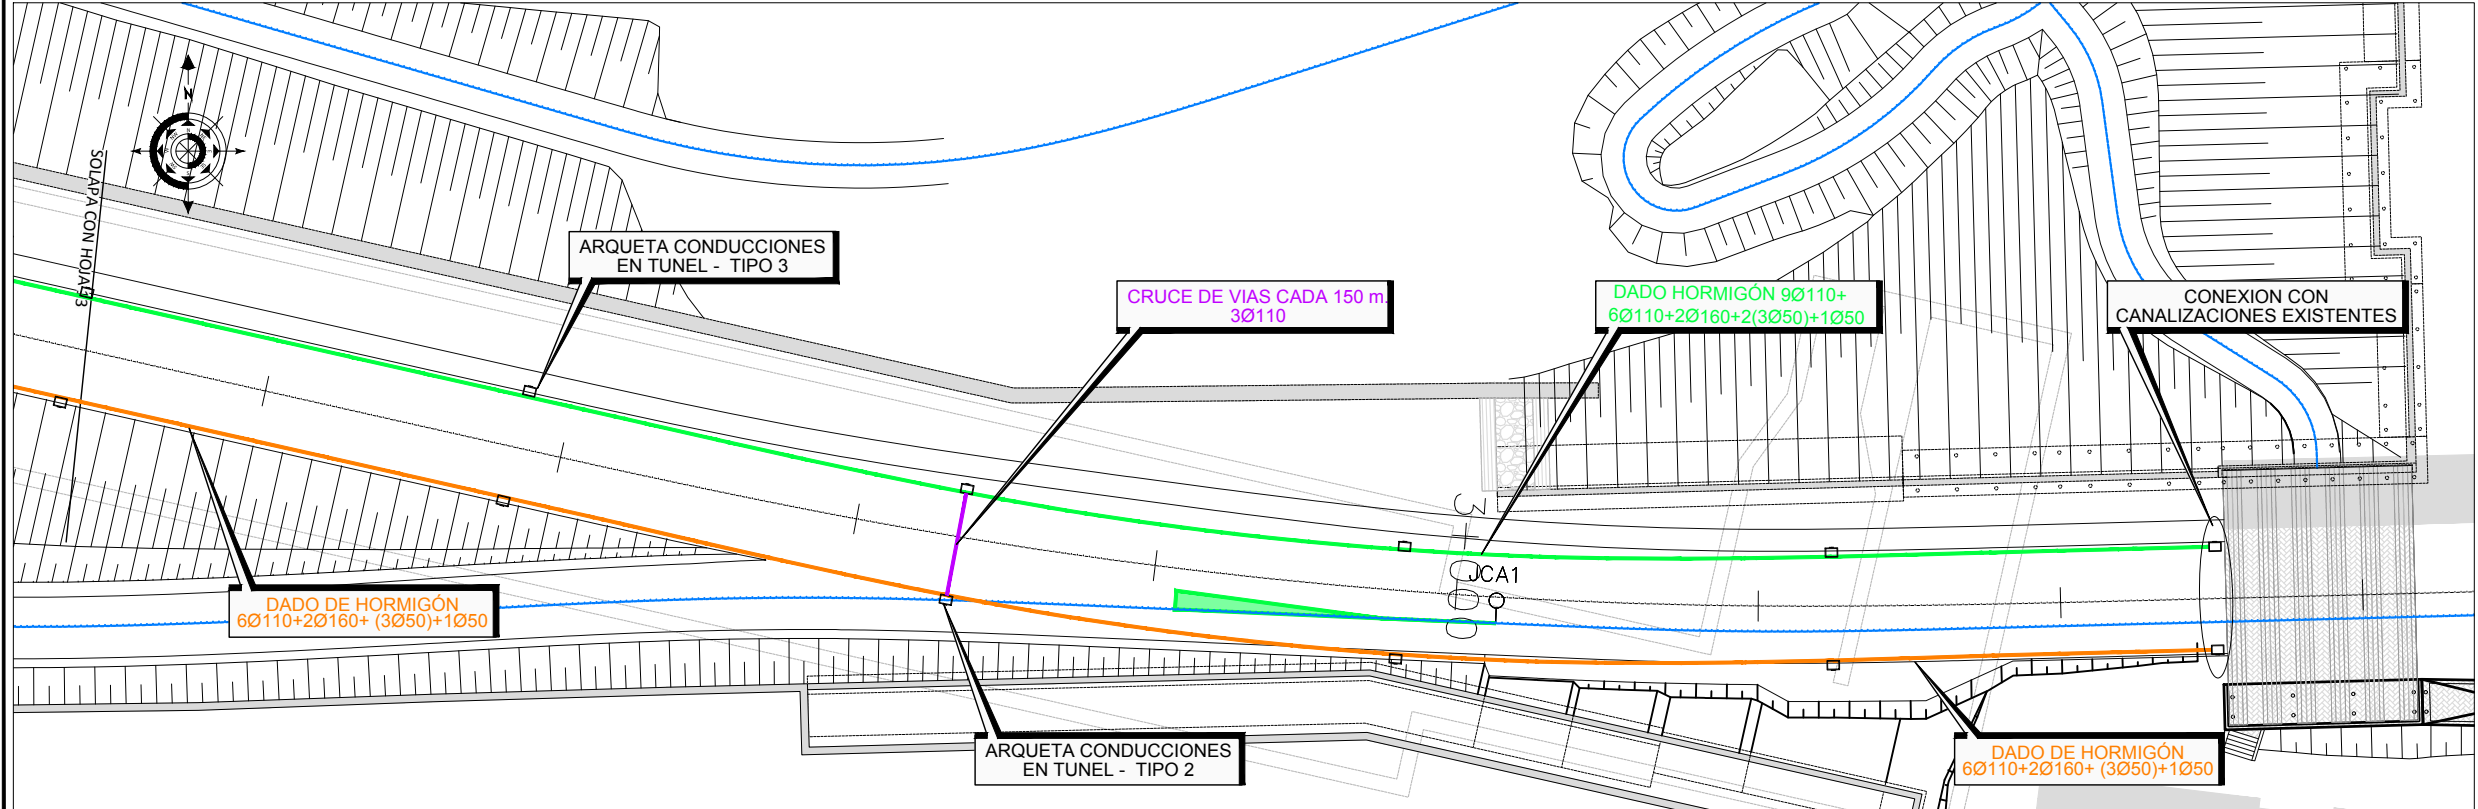 N
SOLAPA CON HOJA 33
ARQUETA CONDUCCIONES
EN TUNEL - TIPO 3
CRUCE DE VIAS CADA 150 m.
3Ø110
DADO HORMIGÓN 9Ø110+
6Ø110+2Ø160+2(3Ø50)+1Ø50
CONEXION CON
CANALIZACIONES EXISTENTES
3+000
JCA1
DADO DE HORMIGÓN
6Ø110+2Ø160+ (3Ø50)+1Ø50
ARQUETA CONDUCCIONES
EN TUNEL - TIPO 2
DADO DE HORMIGÓN
6Ø110+2Ø160+ (3Ø50)+1Ø50